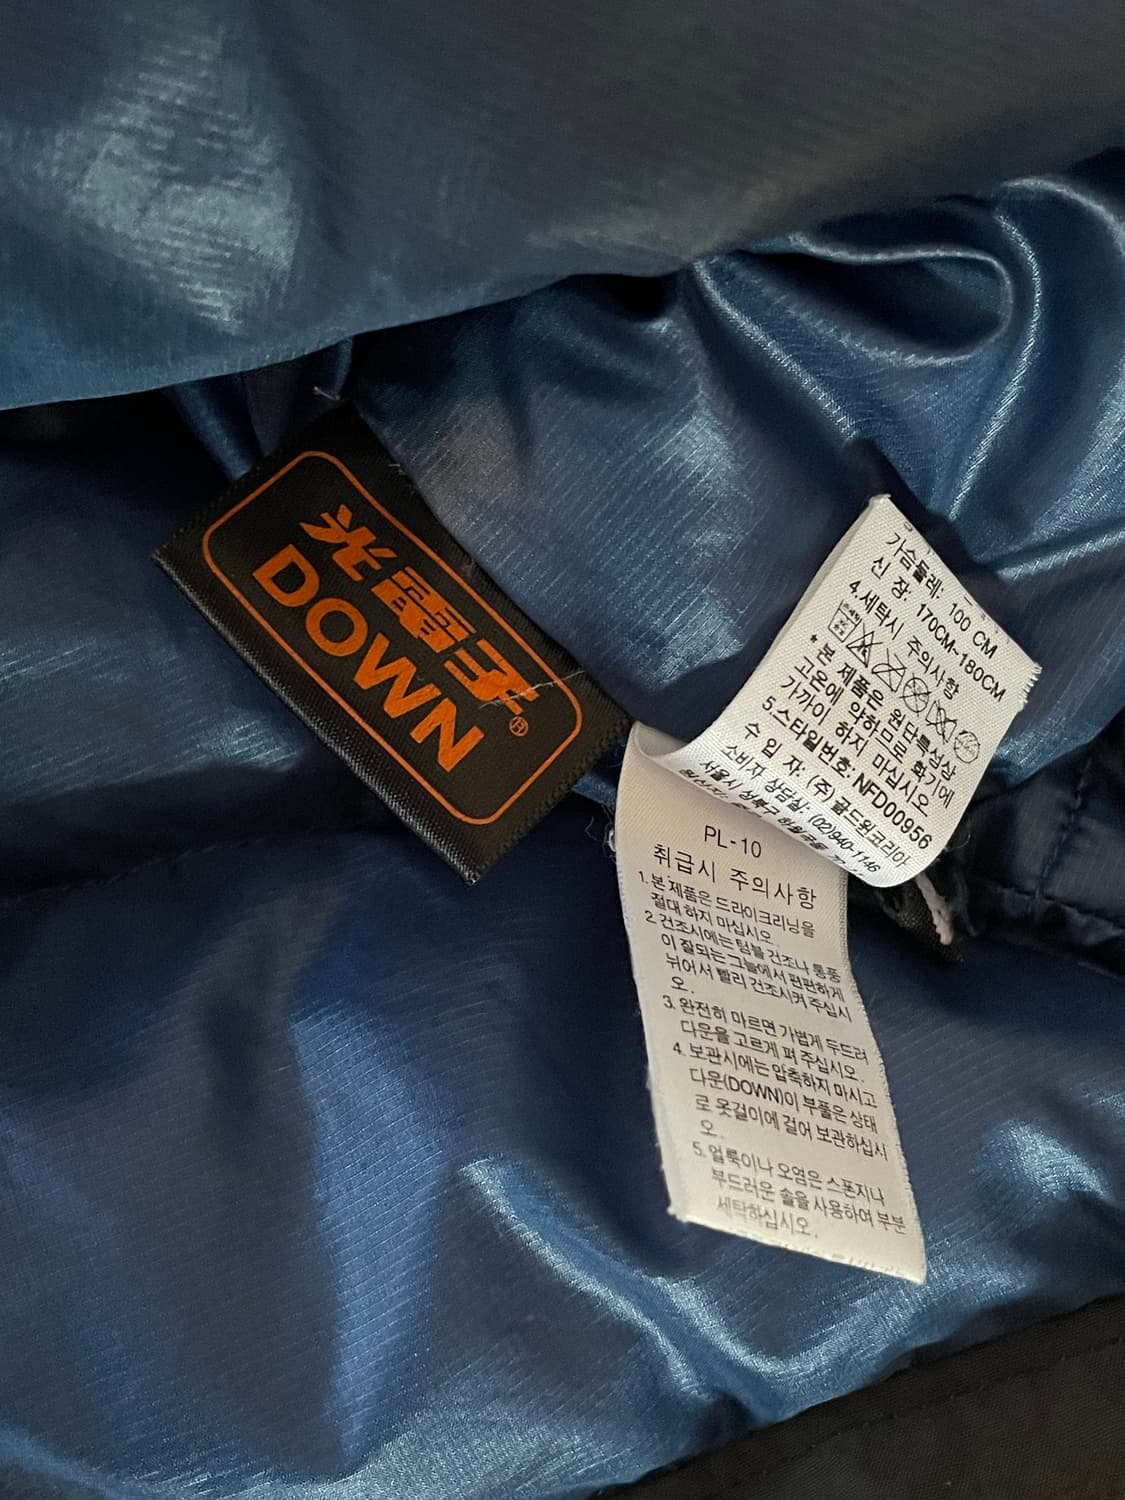 光電子®
DOWN
가슴둘레: 100 CM
신 장: 170CM~180CM
4.세탁시 주의사항
* 본 제품은 원단특성상
고온에 약하므로 화기에
가까이 하지 마십시오
5.스타일번호: NFD00956
수 입 자: (주)골드윈코리아
소비자 상담실: (02)940-1146
서울시 성북구
PL-10
취급시 주의사항
1.본 제품은 드라이크리닝을
절대 하지 마십시오.
2.건조시에는 텀블 건조나 통풍
이 잘되는 그늘에서 편편하게
뉘어서 빨리 건조시켜 주십시
오.
3. 완전히 마르면 가볍게 두드려
다운을 고르게 펴 주십시오.
4. 보관시에는 압축하지 마시고
다운(DOWN)이 부풀은 상태
로 옷걸이에 걸어 보관하십시
오.
5.얼룩이나 오염은 스폰지나
부드러운 솔을 사용하여 부분
세탁하십시오.